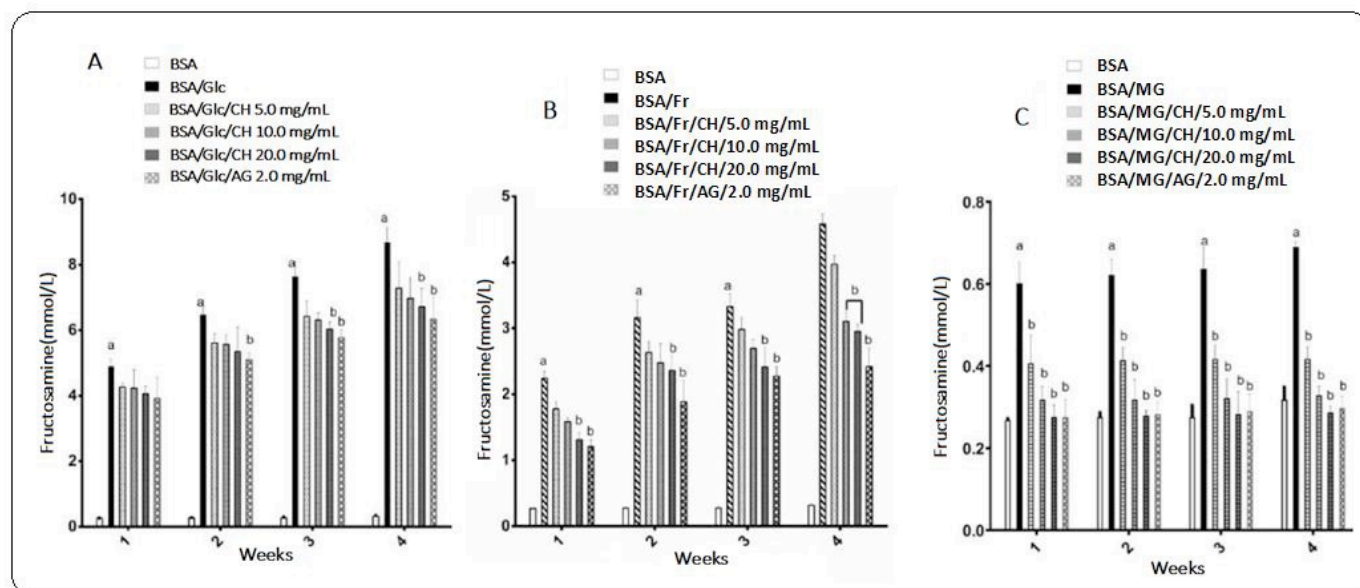 A
BSA
BSA/Glc
BSA/Glc/CH 5.0 mg/mL
BSA/Glc/CH 10.0 mg/mL
BSA/Glc/CH 20.0 mg/mL
BSA/Glc/AG 2.0 mg/mL
Fructosamine(mmol/L)
10
8
6
4
2
0
a
a
b
a
b
b
a
b
b
1
2
3
4
Weeks
B
BSA
BSA/Fr
BSA/Fr/CH/5.0 mg/mL
BSA/Fr/CH/10.0 mg/mL
BSA/Fr/CH/20.0 mg/mL
BSA/Fr/AG/2.0 mg/mL
Fructosamine(mmol/L)
5
4
3
2
1
0
a
b
b
a
b
b
a
b
b
b
b
1
2
3
4
Weeks
C
BSA
BSA/MG
BSA/MG/CH/5.0 mg/mL
BSA/MG/CH/10.0 mg/mL
BSA/MG/CH/20.0 mg/mL
BSA/MG/AG/2.0 mg/mL
Fructosamine(mmol/L)
0.8
0.6
0.4
0.2
0.0
a
b
b
b
b
a
b
b
b
b
a
b
b
b
b
a
b
b
b
b
1
2
3
4
Weeks